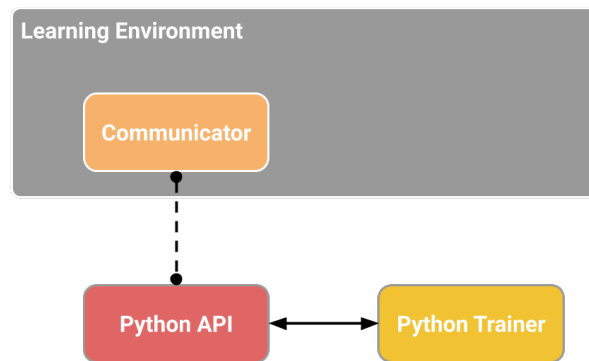 Learning Environment
Communicator
Python API
Python Trainer